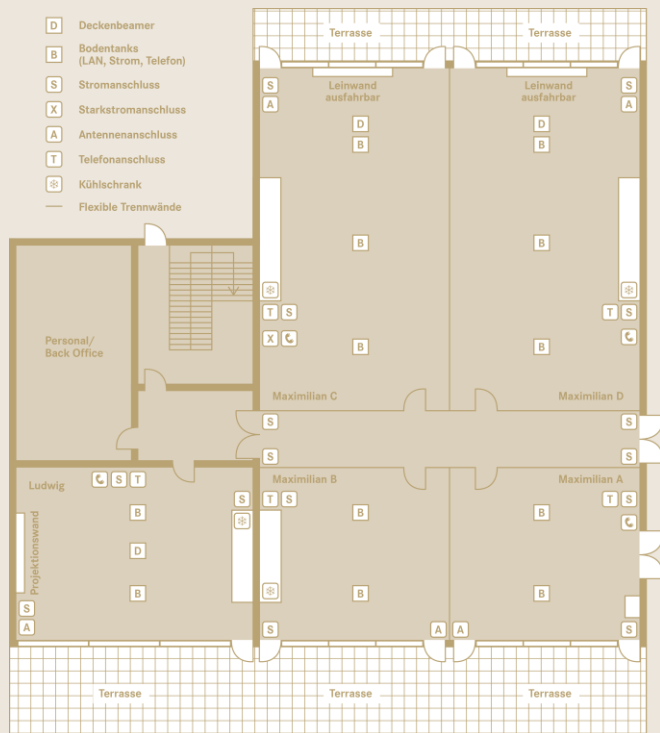 D Deckenbeamer
B Bodentanks
(LAN, Strom, Telefon)
S Stromanschluss
X Starkstromanschluss
A Antennenanschluss
T Telefonanschluss
Kühlschrank
Flexible Trennwände
Terrasse
Terrasse
Leinwand
ausfahrbar
Leinwand
ausfahrbar
S
A
S
A
D
B
D
B
B
B
T S
T S
X
B
B
Personal/
Back Office
Maximilian C
Maximilian D
S
S
S
S
Ludwig
S T
S
Maximilian B
Maximilian A
T S
T S
B
B
B
Projektionswand
D
B
B
B
S
A
S
A
A
S
Terrasse
Terrasse
Terrasse